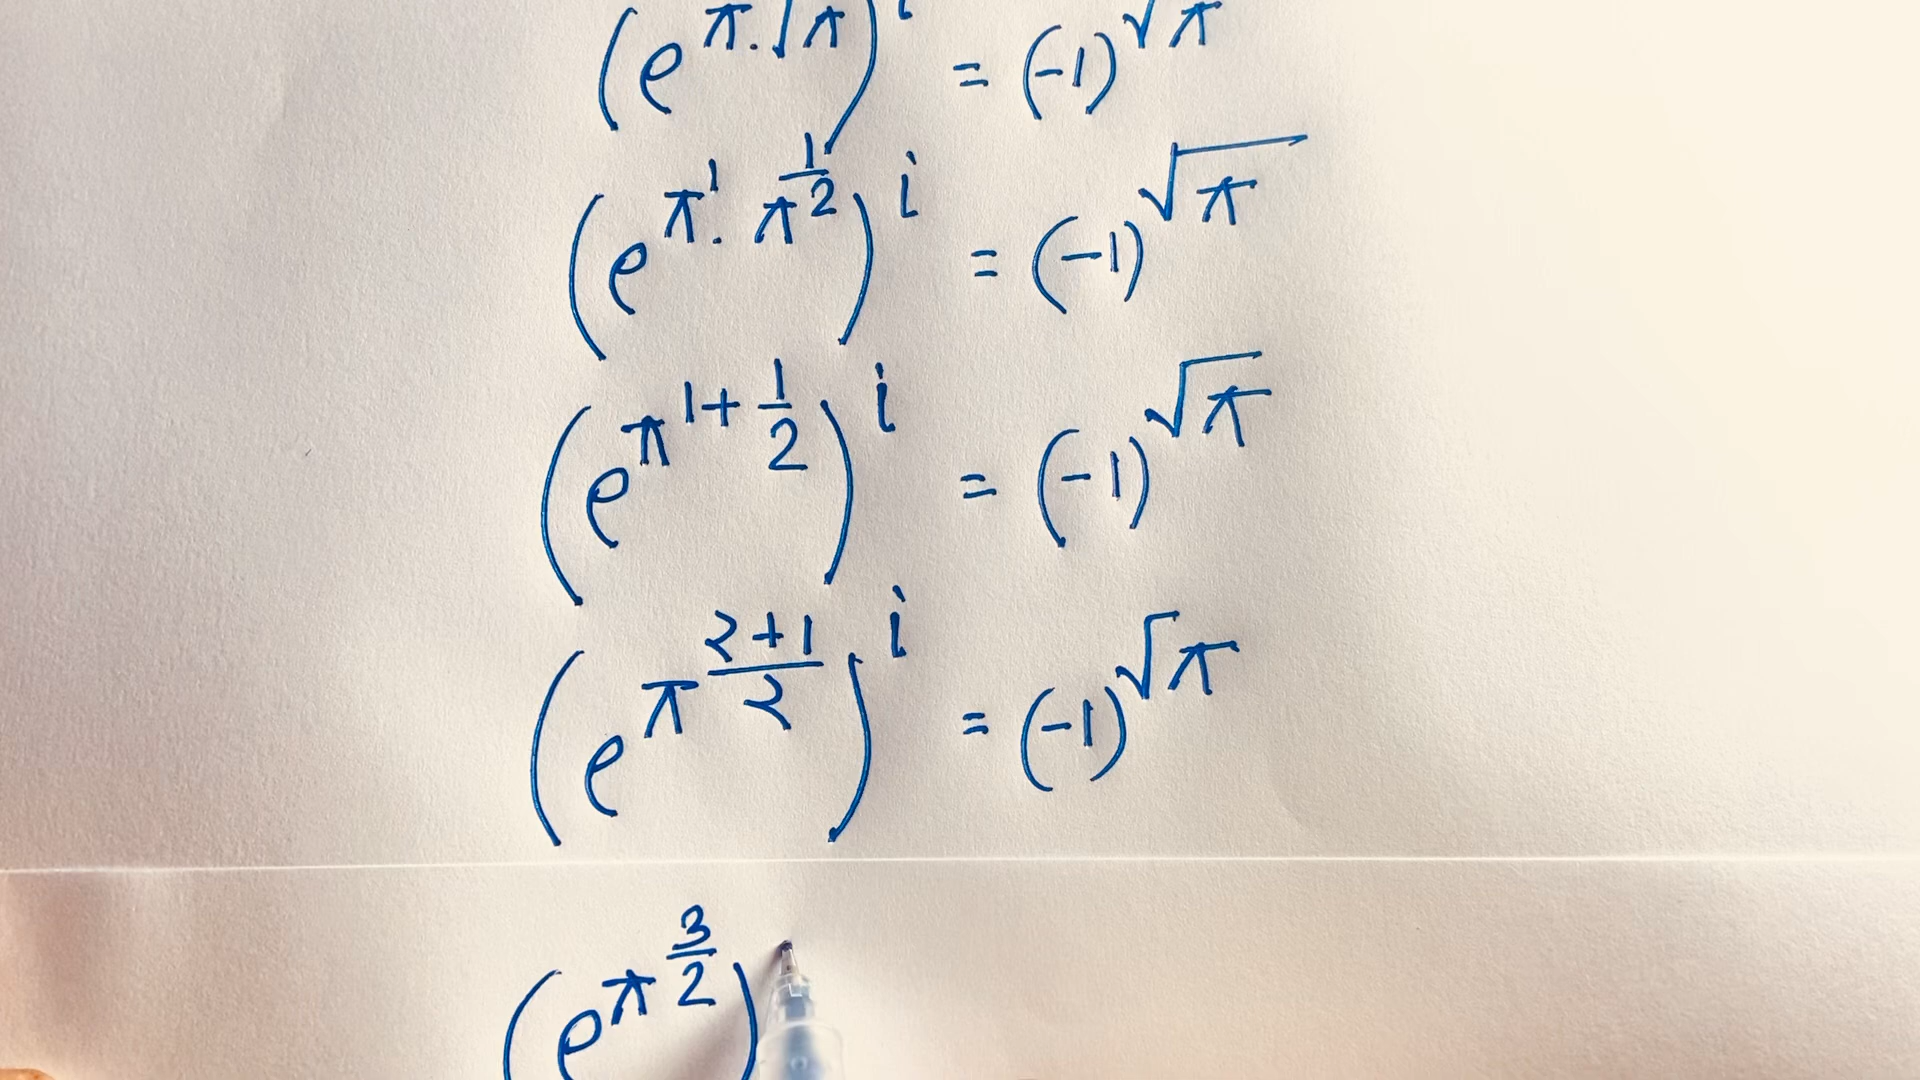 (e^{π·√π})^i = (-1)^{√π}
(e^{π^1·π^{1/2}})^i = (-1)^{√π}
(e^{π^{1+1/2}})^i = (-1)^{√π}
(e^{π^{(2+1)/2}})^i = (-1)^{√π}
(e^{π^{3/2}})